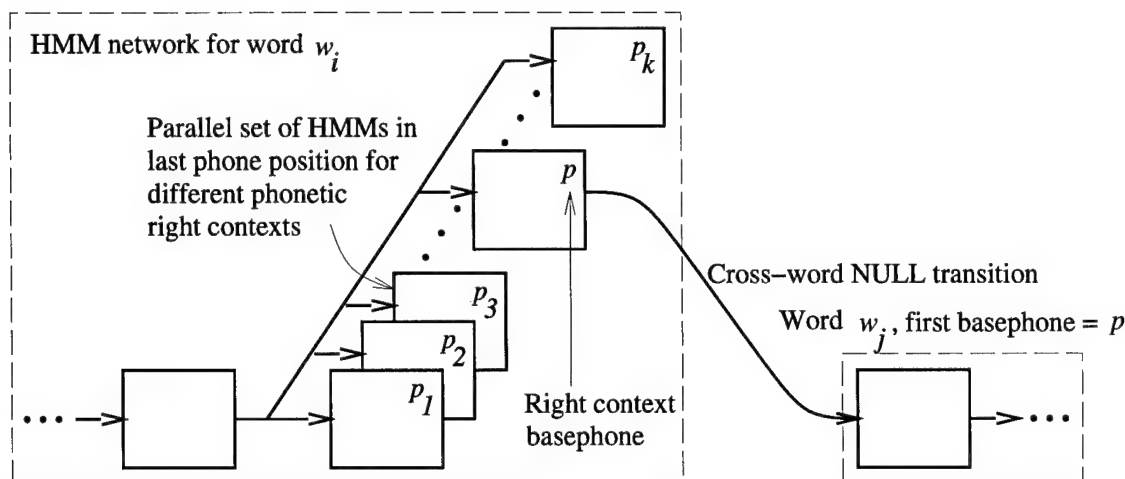 HMM network for word w_i
p_k
Parallel set of HMMs in
last phone position for
different phonetic
right contexts
p
p_3
p_2
p_1
Cross–word NULL transition
Word w_j, first basephone = p
Right context
basephone